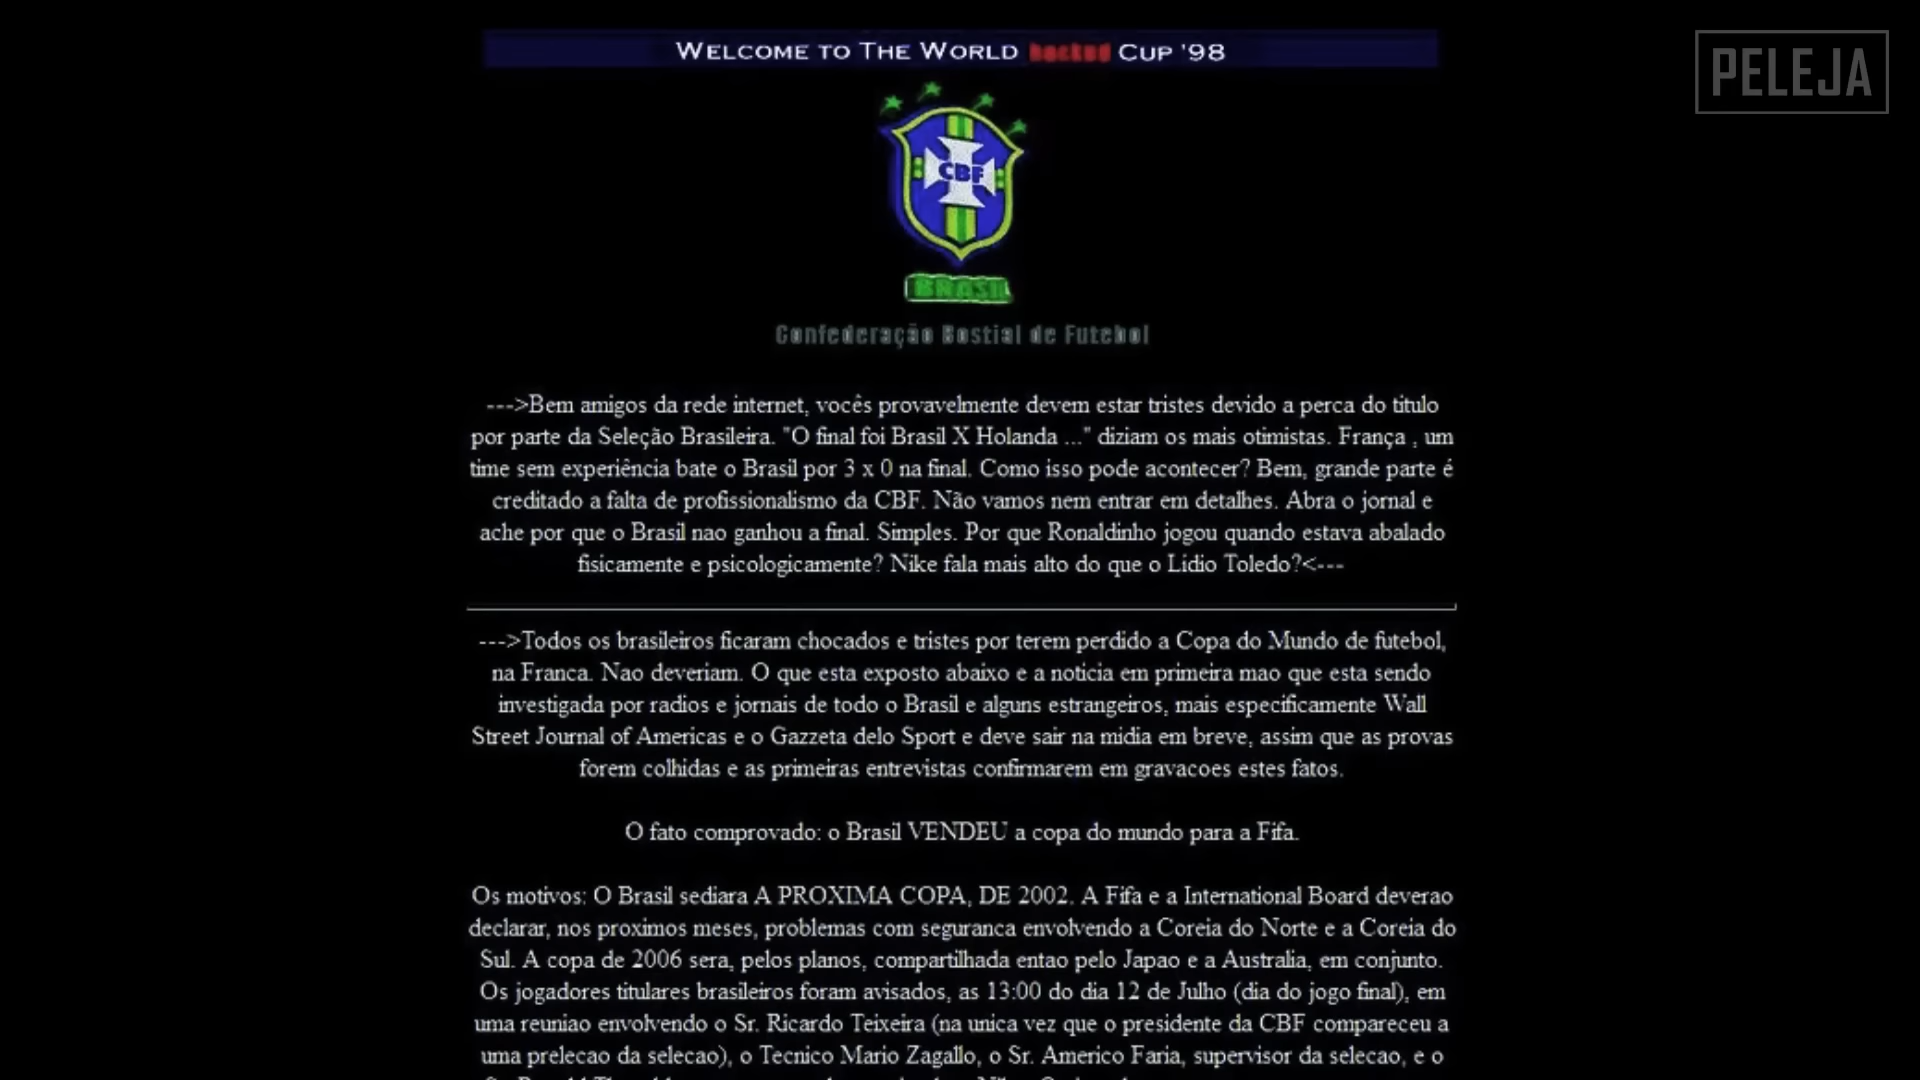 WELCOME TO THE WORLD hacked CUP '98
PELEJA
CBF
BRASIL
Confederação Bostial de Futebol
--->Bem amigos da rede internet, vocês provavelmente devem estar tristes devido a perca do titulo
por parte da Seleção Brasileira. "O final foi Brasil X Holanda ..." diziam os mais otimistas. França , um
time sem experiência bate o Brasil por 3 x 0 na final. Como isso pode acontecer? Bem, grande parte é
creditado a falta de profissionalismo da CBF. Não vamos nem entrar em detalhes. Abra o jornal e
ache por que o Brasil nao ganhou a final. Simples. Por que Ronaldinho jogou quando estava abalado
fisicamente e psicologicamente? Nike fala mais alto do que o Lidio Toledo?<---
--->Todos os brasileiros ficaram chocados e tristes por terem perdido a Copa do Mundo de futebol,
na Franca. Nao deveriam. O que esta exposto abaixo e a noticia em primeira mao que esta sendo
investigada por radios e jornais de todo o Brasil e alguns estrangeiros, mais especificamente Wall
Street Journal of Americas e o Gazzeta delo Sport e deve sair na midia em breve, assim que as provas
forem colhidas e as primeiras entrevistas confirmarem em gravacoes estes fatos.
O fato comprovado: o Brasil VENDEU a copa do mundo para a Fifa.
Os motivos: O Brasil sediara A PROXIMA COPA, DE 2002. A Fifa e a International Board deverao
declarar, nos proximos meses, problemas com seguranca envolvendo a Coreia do Norte e a Coreia do
Sul. A copa de 2006 sera, pelos planos, compartilhada entao pelo Japao e a Australia, em conjunto.
Os jogadores titulares brasileiros foram avisados, as 13:00 do dia 12 de Julho (dia do jogo final), em
uma reuniao envolvendo o Sr. Ricardo Teixeira (na unica vez que o presidente da CBF compareceu a
uma prelecao da selecao), o Tecnico Mario Zagallo, o Sr. Americo Faria, supervisor da selecao, e o